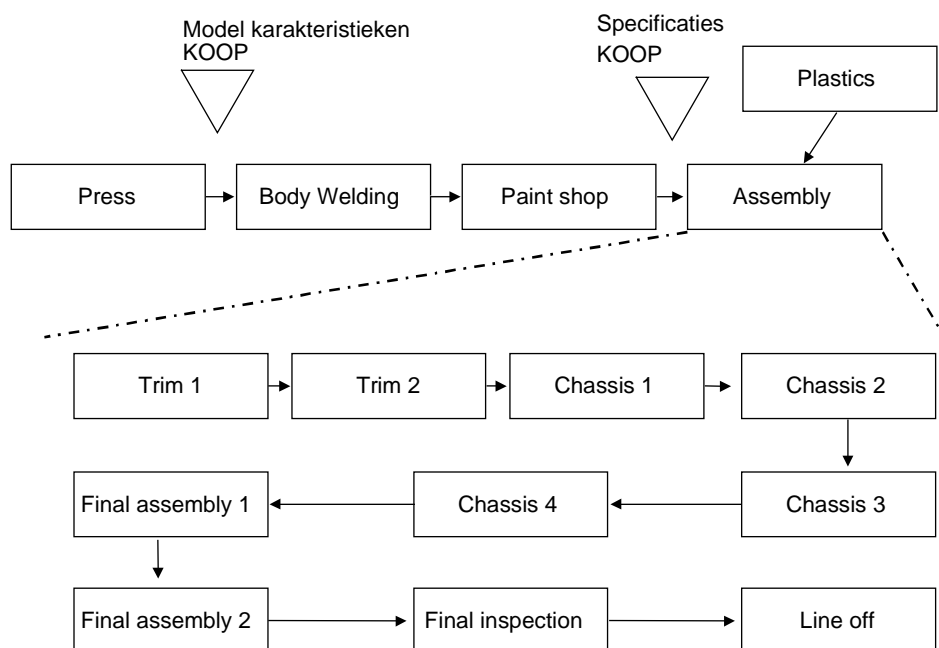 Model karakteristieken
KOOP
Specificaties
KOOP
Plastics
Press
Body Welding
Paint shop
Assembly
Trim 1
Trim 2
Chassis 1
Chassis 2
Final assembly 1
Chassis 4
Chassis 3
Final assembly 2
Final inspection
Line off